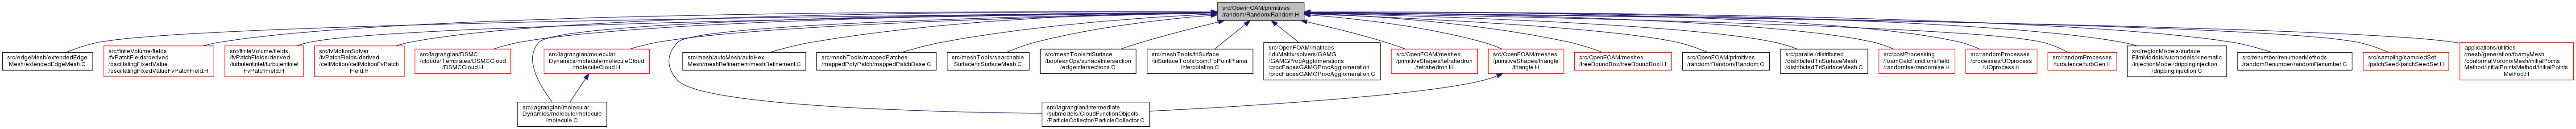 src/OpenFOAM/primitives
/random/Random/Random.H
src/edgeMesh/extendedEdge
Mesh/extendedEdgeMesh.C
src/finiteVolume/fields
/fvPatchFields/derived
/oscillatingFixedValue
/oscillatingFixedValueFvPatchField.H
src/finiteVolume/fields
/fvPatchFields/derived
/turbulentInlet/turbulentInlet
FvPatchField.H
src/fvMotionSolver
/fvPatchFields/derived
/cellMotion/cellMotionFvPatch
Field.H
src/lagrangian/DSMC
/clouds/Templates/DSMCCloud
/DSMCCloud.H
src/lagrangian/molecular
Dynamics/molecule/moleculeCloud
/moleculeCloud.H
src/mesh/autoMesh/autoHex
Mesh/meshRefinement/meshRefinement.C
src/meshTools/mappedPatches
/mappedPolyPatch/mappedPatchBase.C
src/meshTools/searchable
Surface/triSurfaceMesh.C
src/meshTools/triSurface
/booleanOps/surfaceIntersection
/edgeIntersections.C
src/meshTools/triSurface
/triSurfaceTools/pointToPointPlanar
Interpolation.C
src/OpenFOAM/matrices
/lduMatrix/solvers/GAMG
/GAMGProcAgglomerations
/procFacesGAMGProcAgglomeration
/procFacesGAMGProcAgglomeration.C
src/OpenFOAM/meshes
/primitiveShapes/tetrahedron
/tetrahedron.H
src/OpenFOAM/meshes
/primitiveShapes/triangle
/triangle.H
src/OpenFOAM/meshes
/treeBoundBox/treeBoundBoxI.H
src/OpenFOAM/primitives
/random/Random/Random.C
src/parallel/distributed
/distributedTriSurfaceMesh
/distributedTriSurfaceMesh.C
src/postProcessing
/foamCalcFunctions/field
/randomise/randomise.H
src/randomProcesses
/processes/UOprocess
/UOprocess.H
src/randomProcesses
/turbulence/turbGen.H
src/regionModels/surface
FilmModels/submodels/kinematic
/injectionModel/drippingInjection
/drippingInjection.C
src/renumber/renumberMethods
/randomRenumber/randomRenumber.C
src/sampling/sampledSet
/patchSeed/patchSeedSet.H
applications/utilities
/mesh/generation/foamyMesh
/conformalVoronoiMesh/initialPoints
Method/initialPointsMethod/initialPoints
Method.H
src/lagrangian/molecular
Dynamics/molecule/molecule
/molecule.C
src/lagrangian/intermediate
/submodels/CloudFunctionObjects
/ParticleCollector/ParticleCollector.C